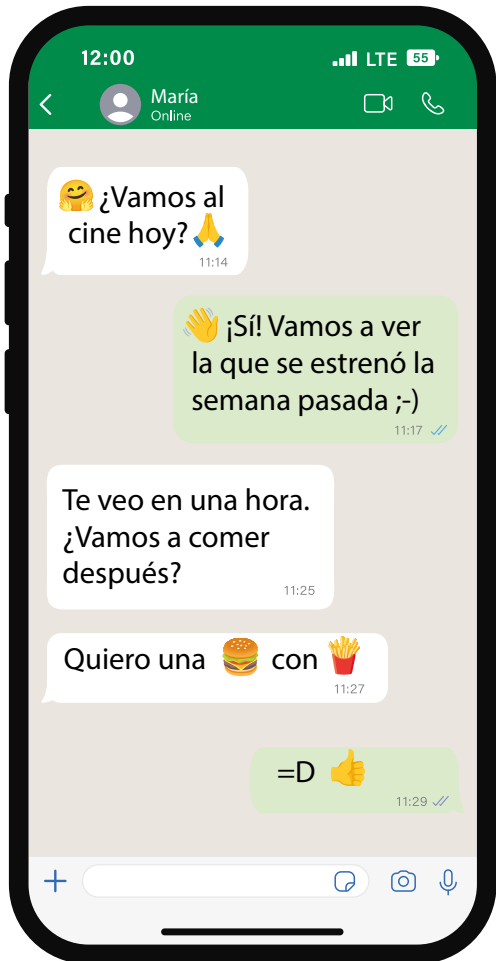 12:00 LTE 55
María
Online
🤗 ¿Vamos al
cine hoy? 🙏
11:14
👋 ¡Sí! Vamos a ver
la que se estrenó la
semana pasada ;-)
11:17
Te veo en una hora.
¿Vamos a comer
después?
11:25
Quiero una 🍔 con 🍟
11:27
=D 👍
11:29